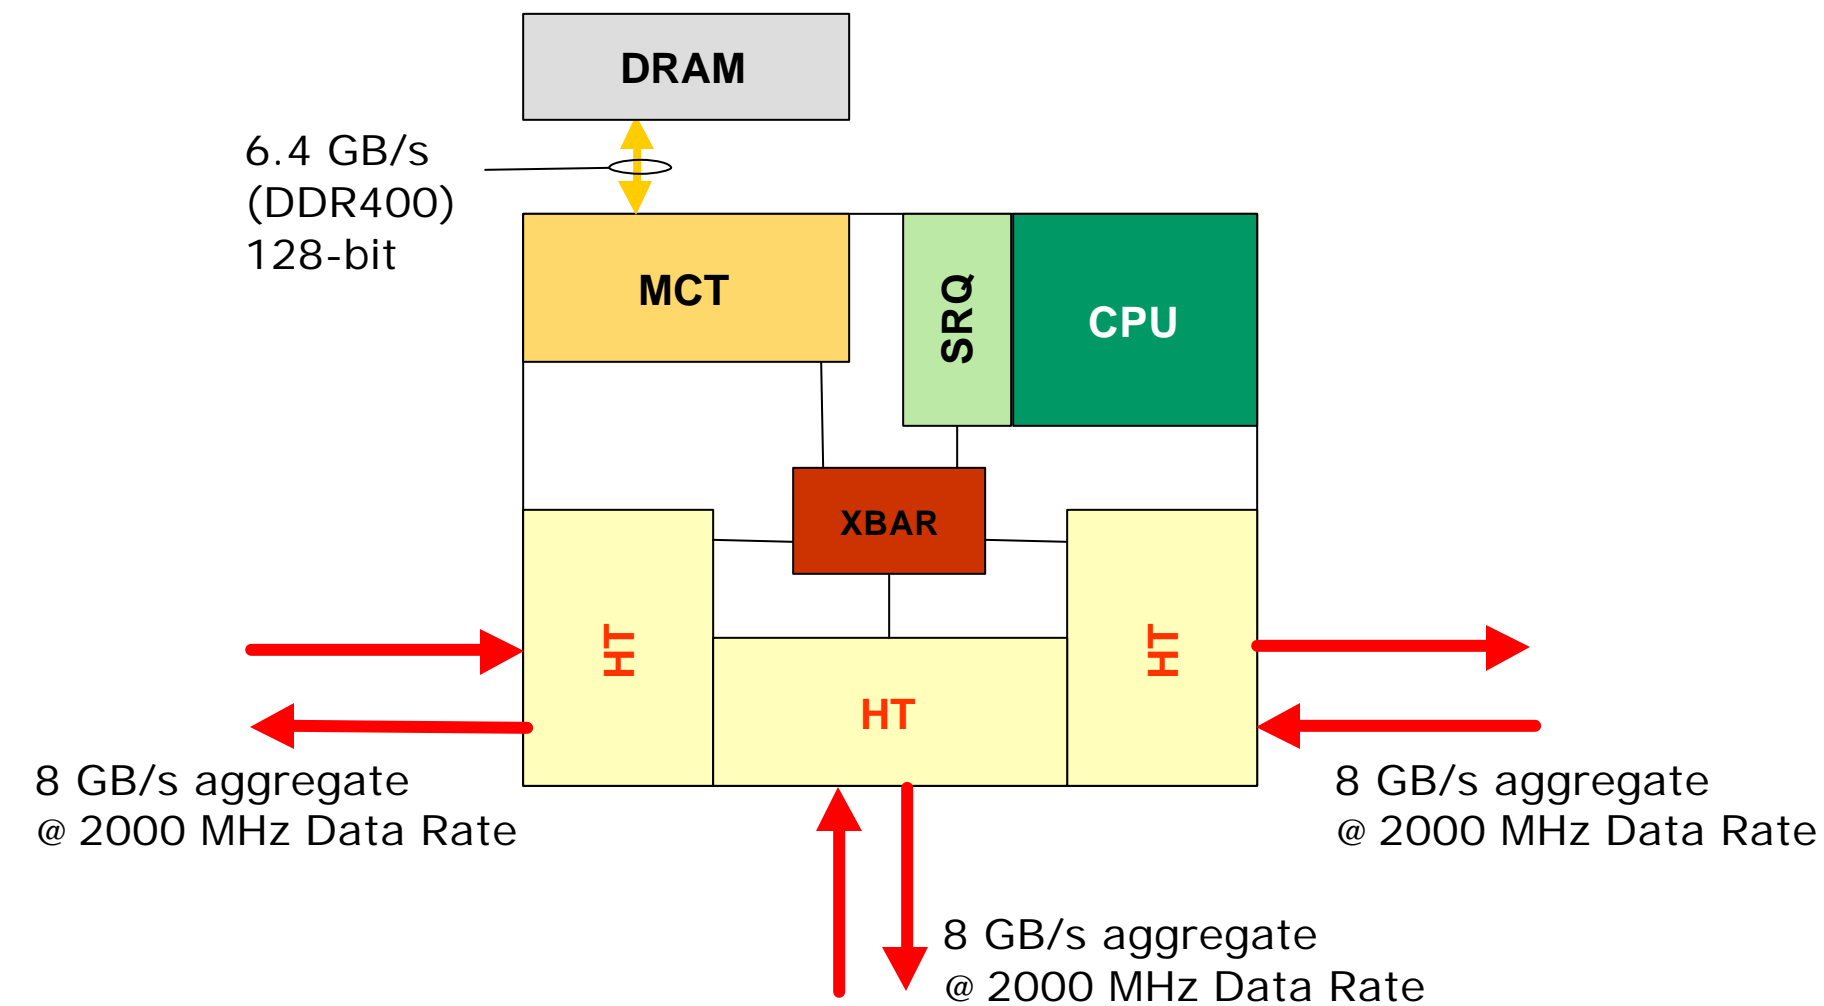 DRAM
6.4 GB/s
(DDR400)
128-bit
MCT
SRQ
CPU
XBAR
HT
HT
HT
8 GB/s aggregate
@ 2000 MHz Data Rate
8 GB/s aggregate
@ 2000 MHz Data Rate
8 GB/s aggregate
@ 2000 MHz Data Rate